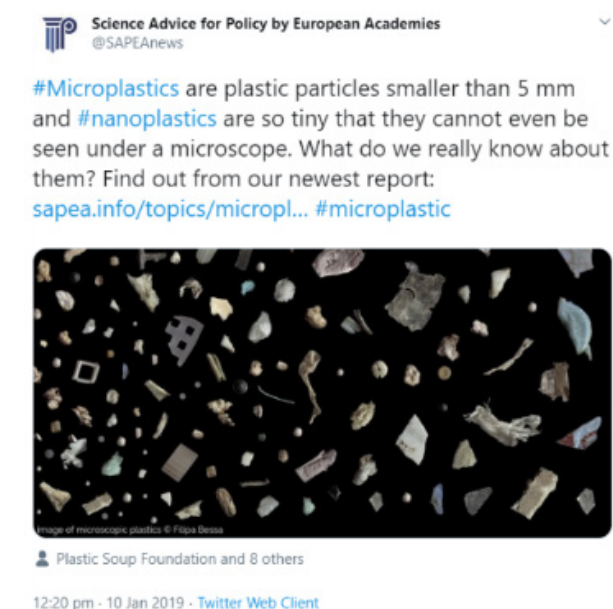 Science Advice for Policy by European Academies
@SAPEAnews
#Microplastics are plastic particles smaller than 5 mm
and #nanoplastics are so tiny that they cannot even be
seen under a microscope. What do we really know about
them? Find out from our newest report:
sapea.info/topics/micropl... #microplastic
Image of microscopic plastics © Filipa Bessa
Plastic Soup Foundation and 8 others
12:20 pm · 10 Jan 2019 · Twitter Web Client